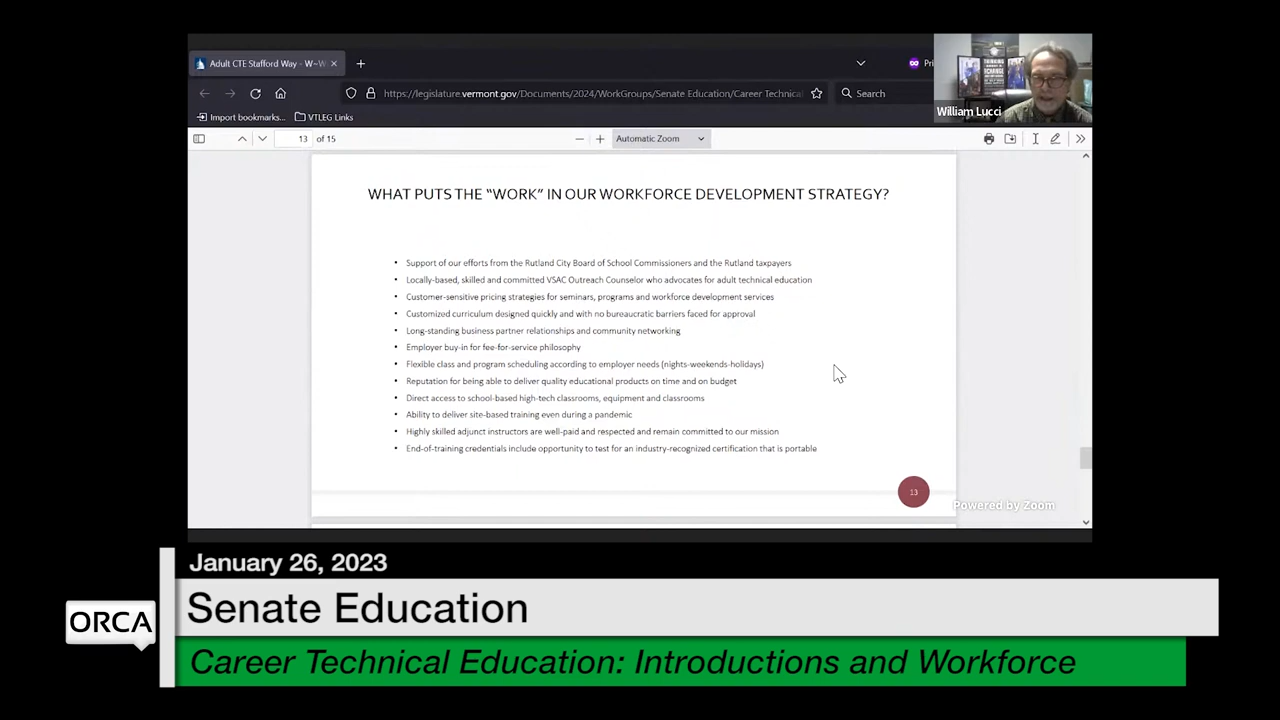 Adult CTE Stafford Way - W~W
Pri
https://legislature.vermont.gov/Documents/2024/WorkGroups/Senate Education/Career Technical
Search
Import bookmarks...
VTLEG Links
William Lucci
13 of 15
Automatic Zoom
WHAT PUTS THE “WORK” IN OUR WORKFORCE DEVELOPMENT STRATEGY?
• Support of our efforts from the Rutland City Board of School Commissioners and the Rutland taxpayers
• Locally-based, skilled and committed VSAC Outreach Counselor who advocates for adult technical education
• Customer-sensitive pricing strategies for seminars, programs and workforce development services
• Customized curriculum designed quickly and with no bureaucratic barriers faced for approval
• Long-standing business partner relationships and community networking
• Employer buy-in for fee-for-service philosophy
• Flexible class and program scheduling according to employer needs (nights-weekends-holidays)
• Reputation for being able to deliver quality educational products on time and on budget
• Direct access to school-based high-tech classrooms, equipment and classrooms
• Ability to deliver site-based training even during a pandemic
• Highly skilled adjunct instructors are well-paid and respected and remain committed to our mission
• End-of-training credentials include opportunity to test for an industry-recognized certification that is portable
13
Powered by Zoom
January 26, 2023
Senate Education
ORCA
Career Technical Education: Introductions and Workforce